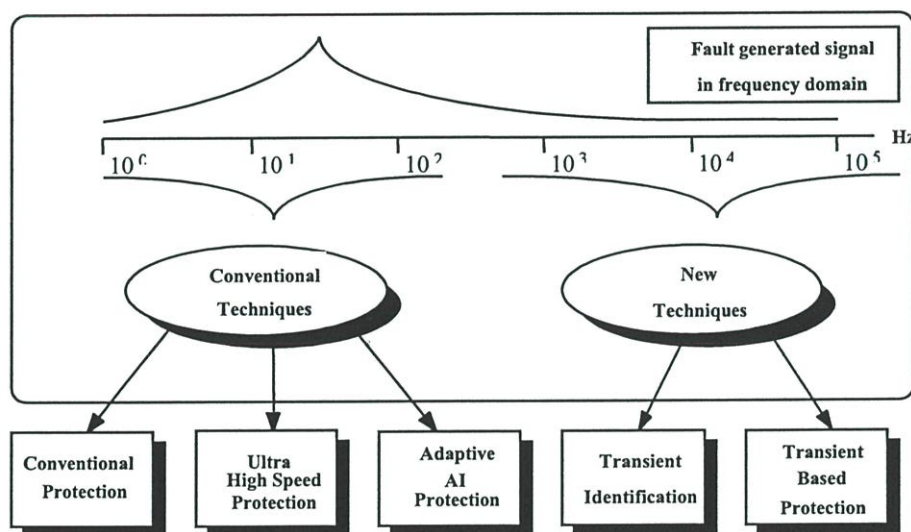 Fault generated signal
in frequency domain
Hz
10⁰ 10¹ 10² 10³ 10⁴ 10⁵
Conventional
Techniques
New
Techniques
Conventional
Protection
Ultra
High Speed
Protection
Adaptive
AI
Protection
Transient
Identification
Transient
Based
Protection